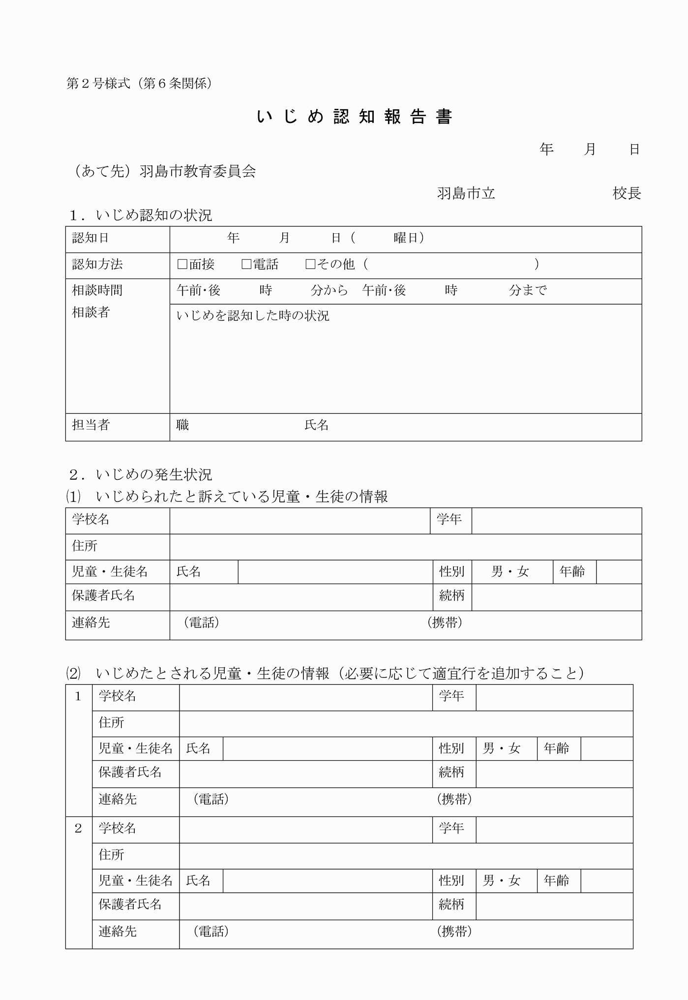 第２号様式（第６条関係）
いじめ認知報告書
年　　月　　日
（あて先）羽島市教育委員会
羽島市立　　　　　　　　校長
１．いじめ認知の状況
認知日　　　　年　　　月　　　日（　　　曜日）
認知方法　□面接　　□電話　　□その他（　　　　　　　　　　　　　）
相談時間　午前･後　　　時　　　分から　午前･後　　　時　　　　分まで
相談者　いじめを認知した時の状況
担当者　職　　　　　　　　　氏名
２．いじめの発生状況
⑴　いじめられたと訴えている児童・生徒の情報
学校名　　　　学年
住所
児童・生徒名　氏名　　　　性別　男・女　年齢
保護者氏名　　　　続柄
連絡先　（電話）　　　　　　　　（携帯）
⑵　いじめたとされる児童・生徒の情報（必要に応じて適宜行を追加すること）
1　学校名　　　　学年
住所
児童・生徒名　氏名　　　　性別　男・女　年齢
保護者氏名　　　　続柄
連絡先　（電話）　　　　　　　　（携帯）
2　学校名　　　　学年
住所
児童・生徒名　氏名　　　　性別　男・女　年齢
保護者氏名　　　　続柄
連絡先　（電話）　　　　　　　　（携帯）